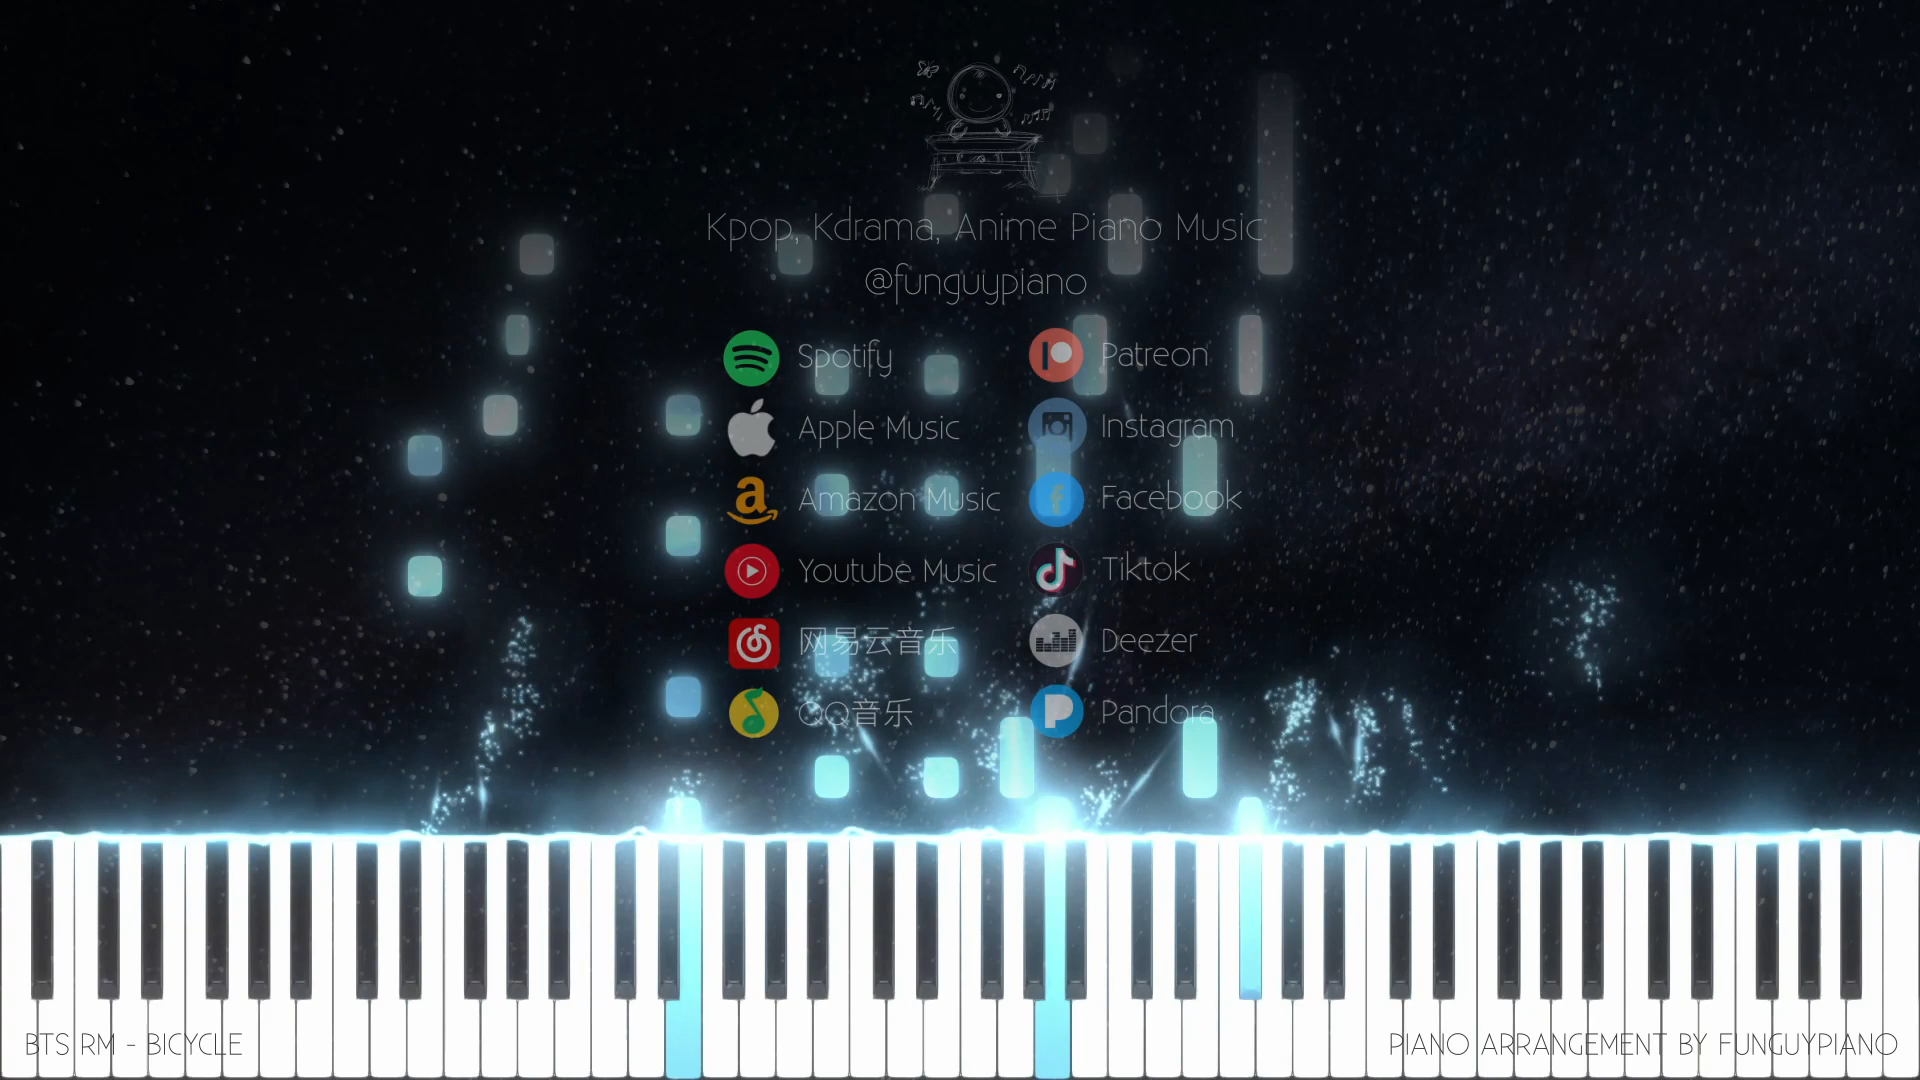 Kpop, Kdrama, Anime Piano Music
@funguypiano
Spotify
Apple Music
Amazon Music
Youtube Music
网易云音乐
QQ音乐
Patreon
Instagram
Facebook
Tiktok
Deezer
Pandora
BTS RM - BICYCLE
PIANO ARRANGEMENT BY FUNGUYPIANO